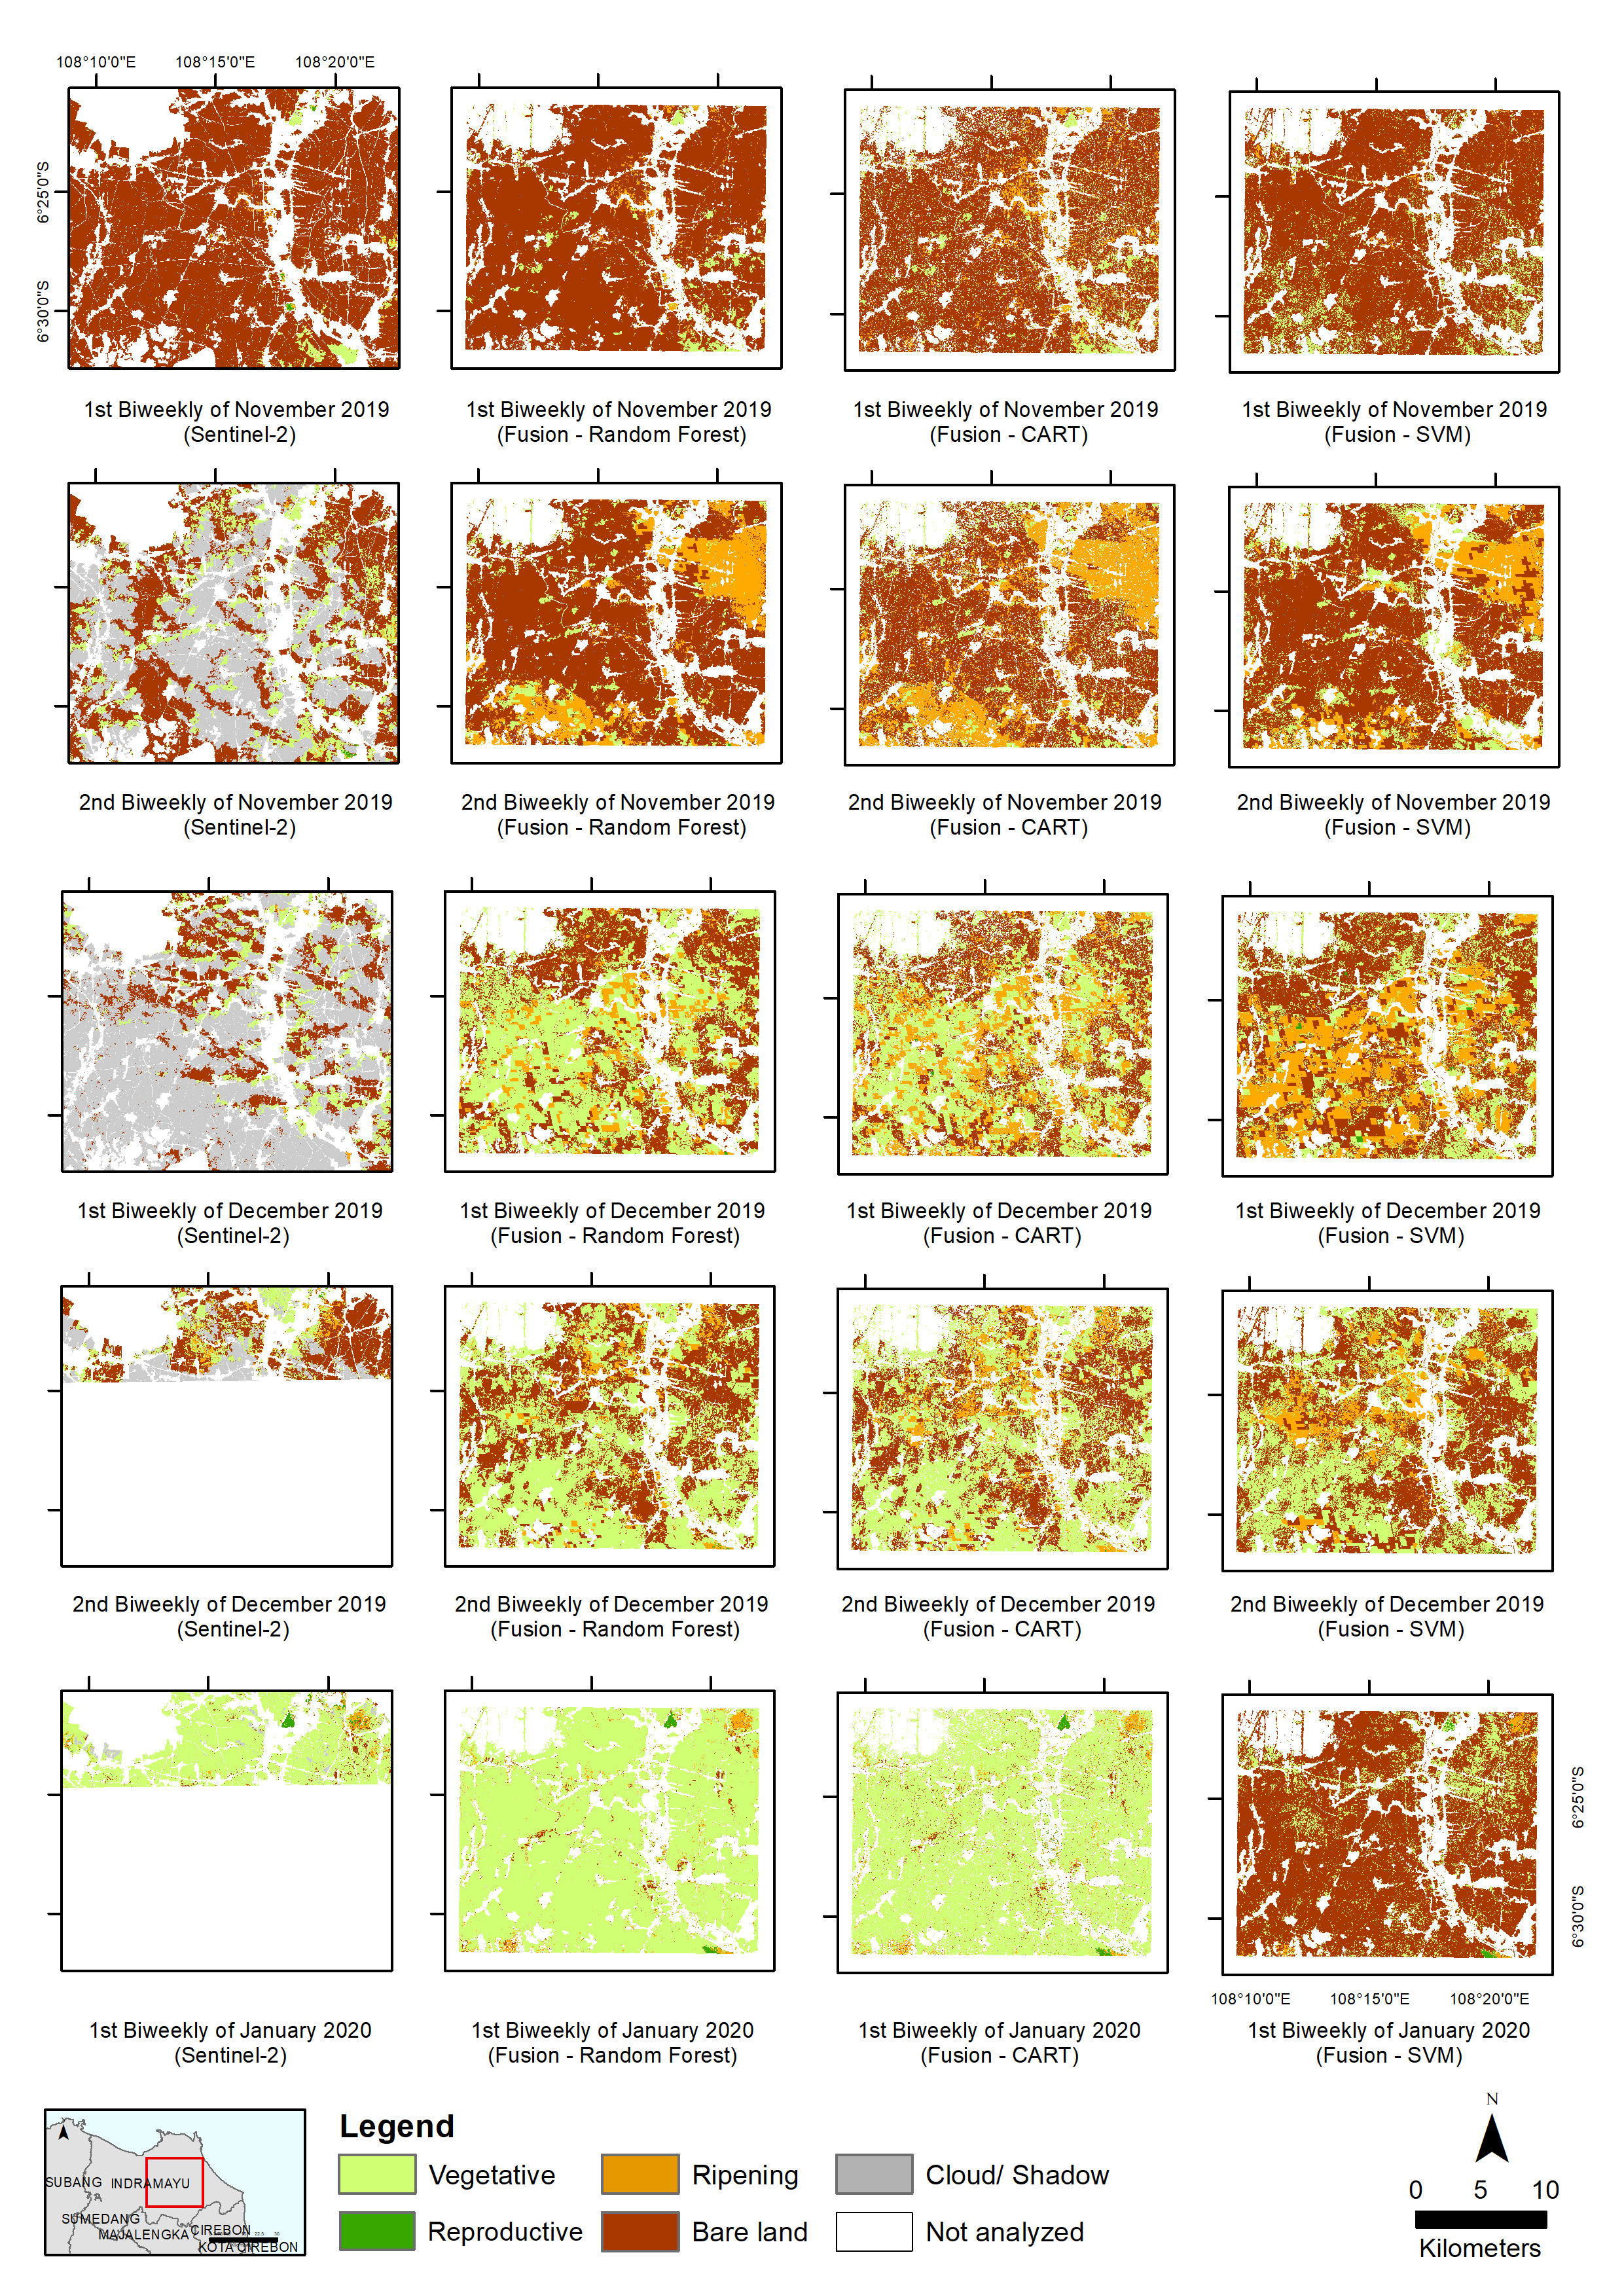 108°10'0"E 108°15'0"E 108°20'0"E
6°25'0"S
6°30'0"S
1st Biweekly of November 2019
(Sentinel-2)
1st Biweekly of November 2019
(Fusion - Random Forest)
1st Biweekly of November 2019
(Fusion - CART)
1st Biweekly of November 2019
(Fusion - SVM)
2nd Biweekly of November 2019
(Sentinel-2)
2nd Biweekly of November 2019
(Fusion - Random Forest)
2nd Biweekly of November 2019
(Fusion - CART)
2nd Biweekly of November 2019
(Fusion - SVM)
1st Biweekly of December 2019
(Sentinel-2)
1st Biweekly of December 2019
(Fusion - Random Forest)
1st Biweekly of December 2019
(Fusion - CART)
1st Biweekly of December 2019
(Fusion - SVM)
2nd Biweekly of December 2019
(Sentinel-2)
2nd Biweekly of December 2019
(Fusion - Random Forest)
2nd Biweekly of December 2019
(Fusion - CART)
2nd Biweekly of December 2019
(Fusion - SVM)
6°25'0"S
6°30'0"S
108°10'0"E 108°15'0"E 108°20'0"E
1st Biweekly of January 2020
(Sentinel-2)
1st Biweekly of January 2020
(Fusion - Random Forest)
1st Biweekly of January 2020
(Fusion - CART)
1st Biweekly of January 2020
(Fusion - SVM)
SUBANG INDRAMAYU
SUMEDANG
MAJALENGKA CIREBON
KOTA CIREBON
Legend
Vegetative
Ripening
Cloud/ Shadow
Reproductive
Bare land
Not analyzed
N
0 5 10
Kilometers